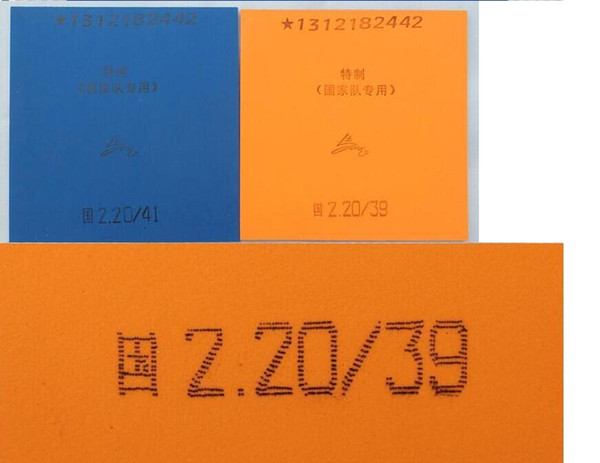 ★1312182442
特制
（国家队专用）
国 2.20/41
★1312182442
特制
（国家队专用）
国 2.20/39
国 2.20/39